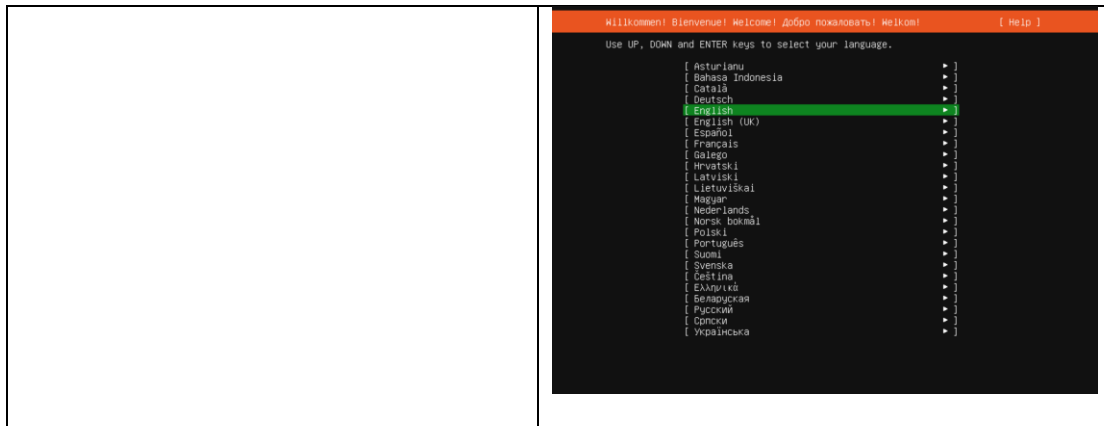 Willkommen! Bienvenue! Welcome! Добро пожаловать! Welkom! [ Help ]
Use UP, DOWN and ENTER keys to select your language.
[ Asturianu ► ]
[ Bahasa Indonesia ► ]
[ Català ► ]
[ Deutsch ► ]
[ English ► ]
[ English (UK) ► ]
[ Español ► ]
[ Français ► ]
[ Galego ► ]
[ Hrvatski ► ]
[ Latviski ► ]
[ Lietuviškai ► ]
[ Magyar ► ]
[ Nederlands ► ]
[ Norsk bokmål ► ]
[ Polski ► ]
[ Português ► ]
[ Suomi ► ]
[ Svenska ► ]
[ Čeština ► ]
[ Ελληνικά ► ]
[ Беларуская ► ]
[ Русский ► ]
[ Српски ► ]
[ Українська ► ]